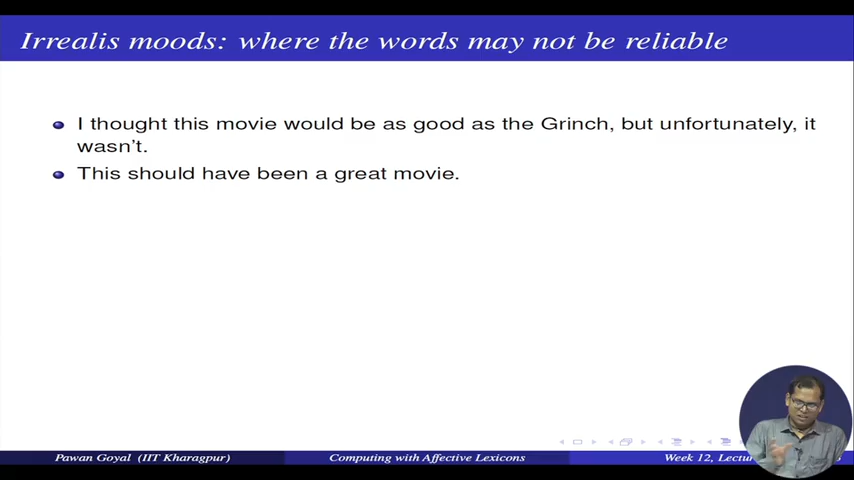 Irrealis moods: where the words may not be reliable
I thought this movie would be as good as the Grinch, but unfortunately, it
wasn't.
This should have been a great movie.
Pawan Goyal (IIT Kharagpur) Computing with Affective Lexicons Week 12,